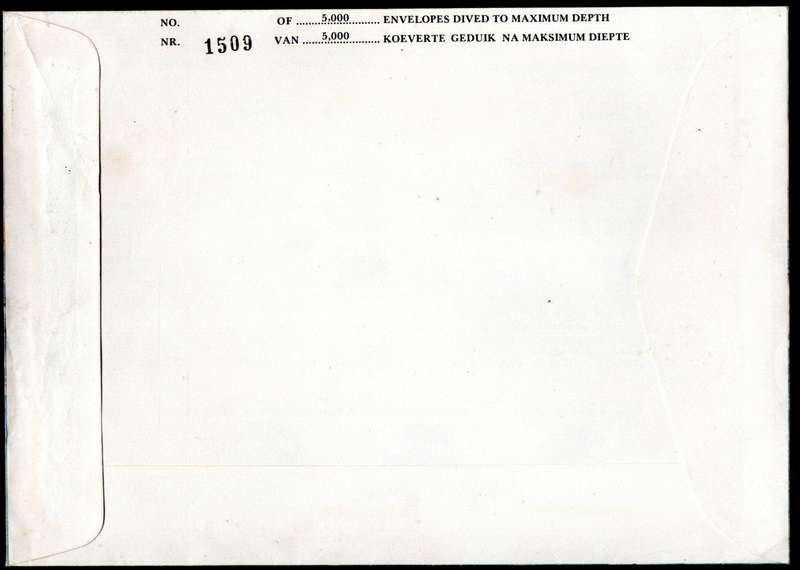 NO. OF ........5,000.......... ENVELOPES DIVED TO MAXIMUM DEPTH
NR. 1509 VAN ......5,000.......... KOEVERTE GEDUIK NA MAKSIMUM DIEPTE